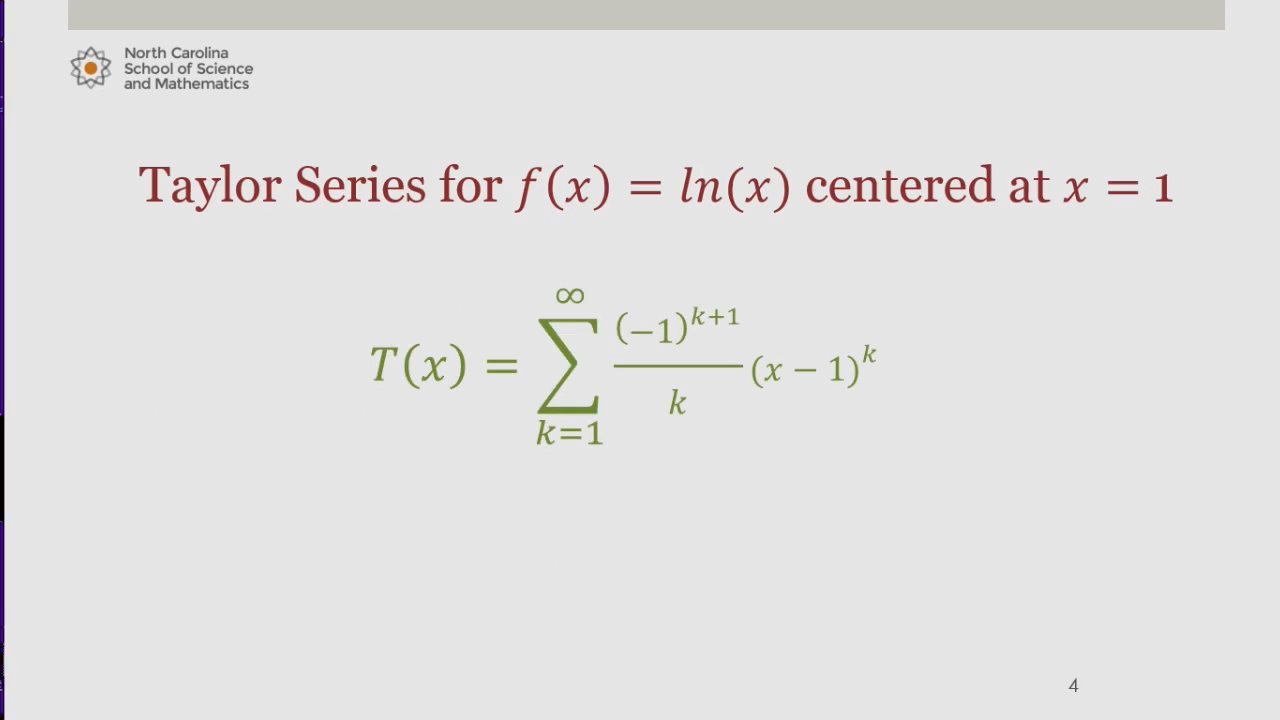 North Carolina
School of Science
and Mathematics
Taylor Series for 𝑓(𝑥) = 𝑙𝑛(𝑥) centered at 𝑥 = 1
𝑇(𝑥) = ∑_{𝑘=1}^{∞} \frac{(−1)^{𝑘+1}}{𝑘} (𝑥 − 1)^𝑘
4